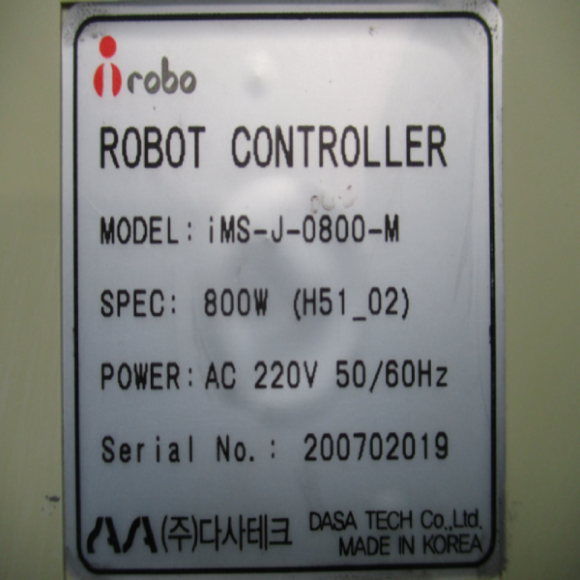 i robo
ROBOT CONTROLLER
MODEL: iMS-J-0800-M
SPEC: 800W (H51_02)
POWER: AC 220V 50/60Hz
Serial No.: 200702019
(주)다사테크 DASA TECH Co.,Ltd.
MADE IN KOREA